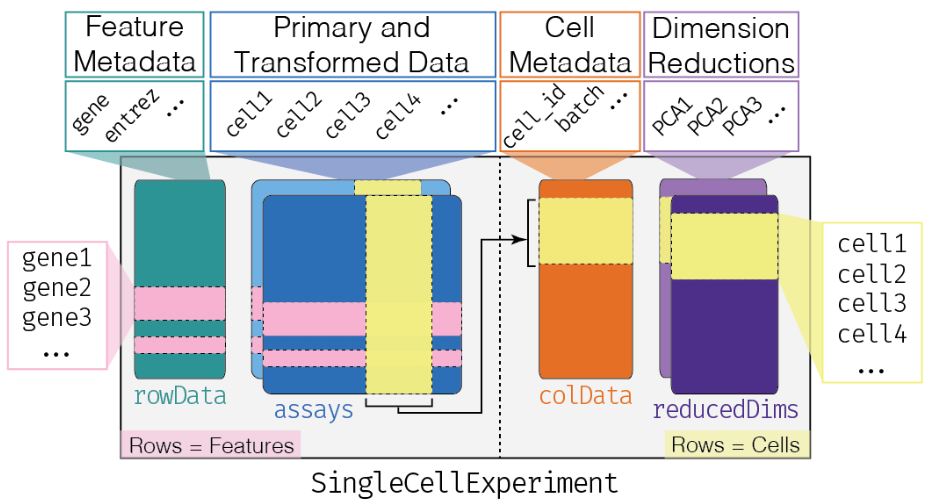 Feature
Metadata
Primary and
Transformed Data
Cell
Metadata
Dimension
Reductions
gene
entrez
...
cell1
cell2
cell3
cell4
...
cell_id
batch
...
PCA1
PCA2
PCA3
...
gene1
gene2
gene3
...
cell1
cell2
cell3
cell4
...
rowData
assays
colData
reducedDims
Rows = Features
Rows = Cells
SingleCellExperiment